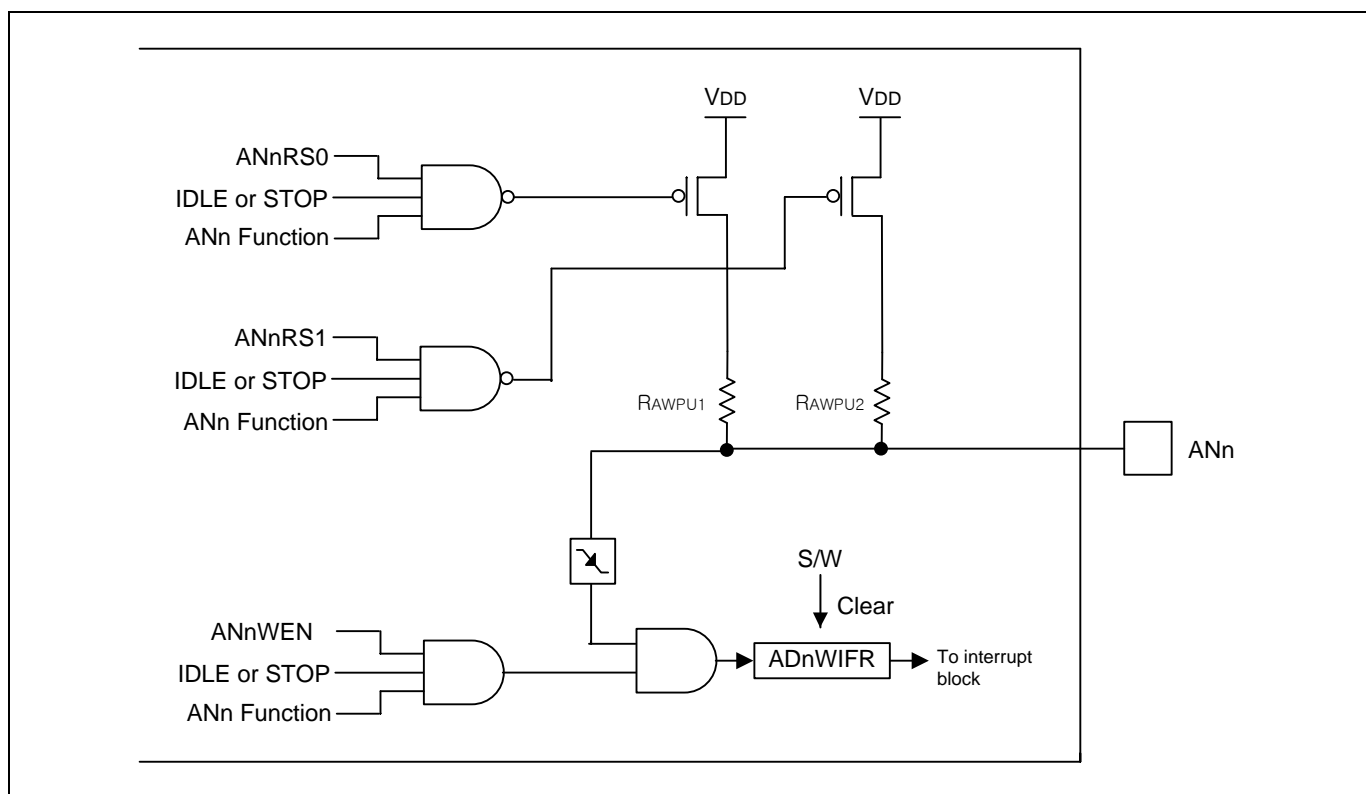 VDD
VDD
ANnRS0
IDLE or STOP
ANn Function
ANnRS1
IDLE or STOP
ANn Function
RAWPU1
RAWPU2
ANn
S/W
Clear
ANnWEN
IDLE or STOP
ANn Function
ADnWIFR
To interrupt
block